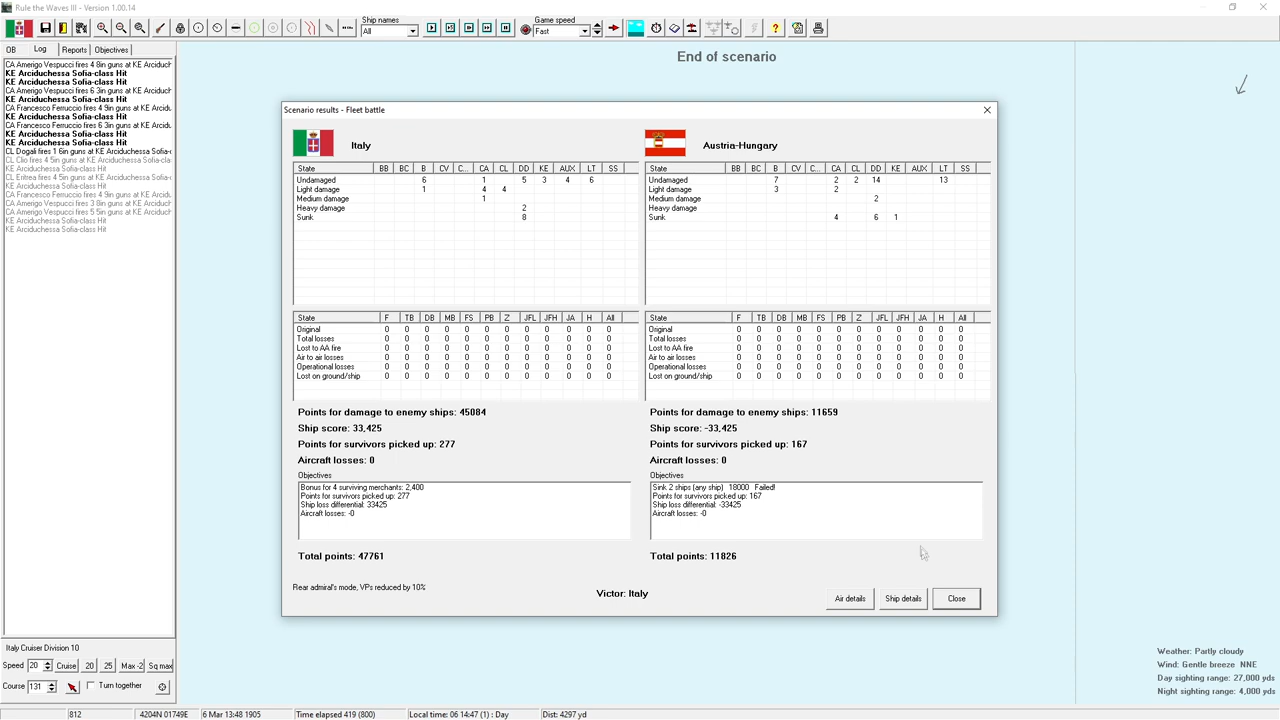 Rule the Waves III - Version 1.00.14
Ship names
All
Game speed
Fast
OB Log Reports Objectives
End of scenario
CA Amerigo Vespucci fires 4 8in guns at KE Arciduch
KE Arciduchessa Sofia-class Hit
KE Arciduchessa Sofia-class Hit
CA Amerigo Vespucci fires 6 3in guns at KE Arciduch
KE Arciduchessa Sofia-class Hit
CA Francesco Ferruccio fires 4 9in guns at KE Arcidu
KE Arciduchessa Sofia-class Hit
CA Francesco Ferruccio fires 6 3in guns at KE Arcidu
KE Arciduchessa Sofia-class Hit
KE Arciduchessa Sofia-class Hit
CL Dogali fires 1 6in guns at KE Arciduchessa Sofia-
CL Clio fires 4 5in guns at KE Arciduchessa Sofia-cl
KE Arciduchessa Sofia-class Hit
CL Eritrea fires 4 5in guns at KE Arciduchessa Sofia
KE Arciduchessa Sofia-class Hit
CA Francesco Ferruccio fires 4 9in guns at KE Arcidu
CA Amerigo Vespucci fires 3 8in guns at KE Arciduch
CA Amerigo Vespucci fires 5 5in guns at KE Arciduch
KE Arciduchessa Sofia-class Hit
KE Arciduchessa Sofia-class Hit
Scenario results - Fleet battle
Italy
State BB BC B CV C... CA CL DD KE AUX LT SS
Undamaged 6 1 5 3 4 6
Light damage 1 4 4
Medium damage 1
Heavy damage 2
Sunk 8
State F TB DB MB FS PB Z JFL JFH JA H All
Original 0 0 0 0 0 0 0 0 0 0 0 0
Total losses 0 0 0 0 0 0 0 0 0 0 0 0
Lost to AA fire 0 0 0 0 0 0 0 0 0 0 0 0
Air to air losses 0 0 0 0 0 0 0 0 0 0 0 0
Operational losses 0 0 0 0 0 0 0 0 0 0 0 0
Lost on ground/ship 0 0 0 0 0 0 0 0 0 0 0 0
Points for damage to enemy ships: 45084
Ship score: 33,425
Points for survivors picked up: 277
Aircraft losses: 0
Objectives
Bonus for 4 surviving merchants: 2,400
Points for survivors picked up: 277
Ship loss differential: 33425
Aircraft losses: -0
Total points: 47761
Austria-Hungary
State BB BC B CV C... CA CL DD KE AUX LT SS
Undamaged 7 2 2 14 13
Light damage 3 2
Medium damage 2
Heavy damage
Sunk 4 6 1
State F TB DB MB FS PB Z JFL JFH JA H All
Original 0 0 0 0 0 0 0 0 0 0 0 0
Total losses 0 0 0 0 0 0 0 0 0 0 0 0
Lost to AA fire 0 0 0 0 0 0 0 0 0 0 0 0
Air to air losses 0 0 0 0 0 0 0 0 0 0 0 0
Operational losses 0 0 0 0 0 0 0 0 0 0 0 0
Lost on ground/ship 0 0 0 0 0 0 0 0 0 0 0 0
Points for damage to enemy ships: 11659
Ship score: -33,425
Points for survivors picked up: 167
Aircraft losses: 0
Sink 2 ships (any ship) 18000 Failed!
Points for survivors picked up: 167
Ship loss differential: -33425
Aircraft losses: -0
Total points: 11826
Rear admiral's mode, VPs reduced by 10%
Victor: Italy
Air details Ship details Close
Italy Cruiser Division 10
Speed 20 Cruise 20 25 Max -2 Sq max
Course 131 Turn together
Weather: Partly cloudy
Wind: Gentle breeze NNE
Day sighting range: 27,000 yds
Night sighting range: 4,000 yds
812 4204N 01749E 6 Mar 13:48 1905 Time elapsed 419 (800) Local time: 06 14:47 (1) : Day Dist: 4297 yd